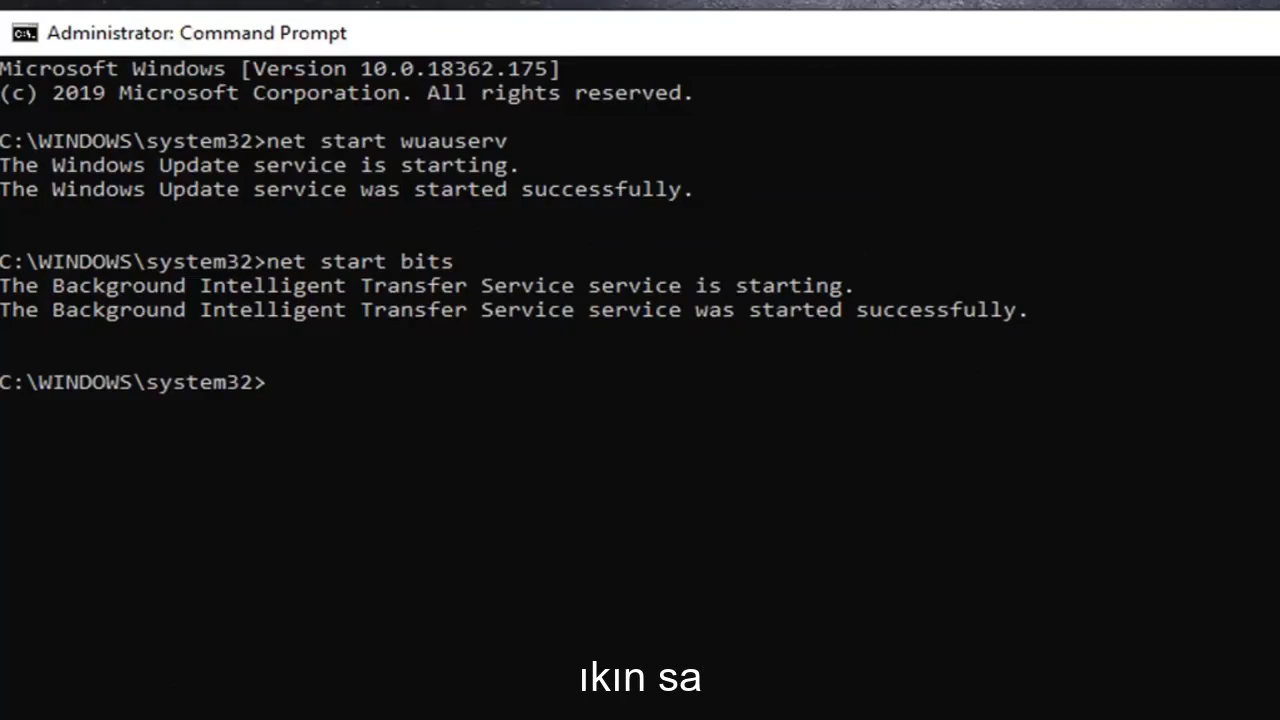 Administrator: Command Prompt
Microsoft Windows [Version 10.0.18362.175]
(c) 2019 Microsoft Corporation. All rights reserved.
C:\WINDOWS\system32>net start wuauserv
The Windows Update service is starting.
The Windows Update service was started successfully.
C:\WINDOWS\system32>net start bits
The Background Intelligent Transfer Service service is starting.
The Background Intelligent Transfer Service service was started successfully.
C:\WINDOWS\system32>
ıkın sa